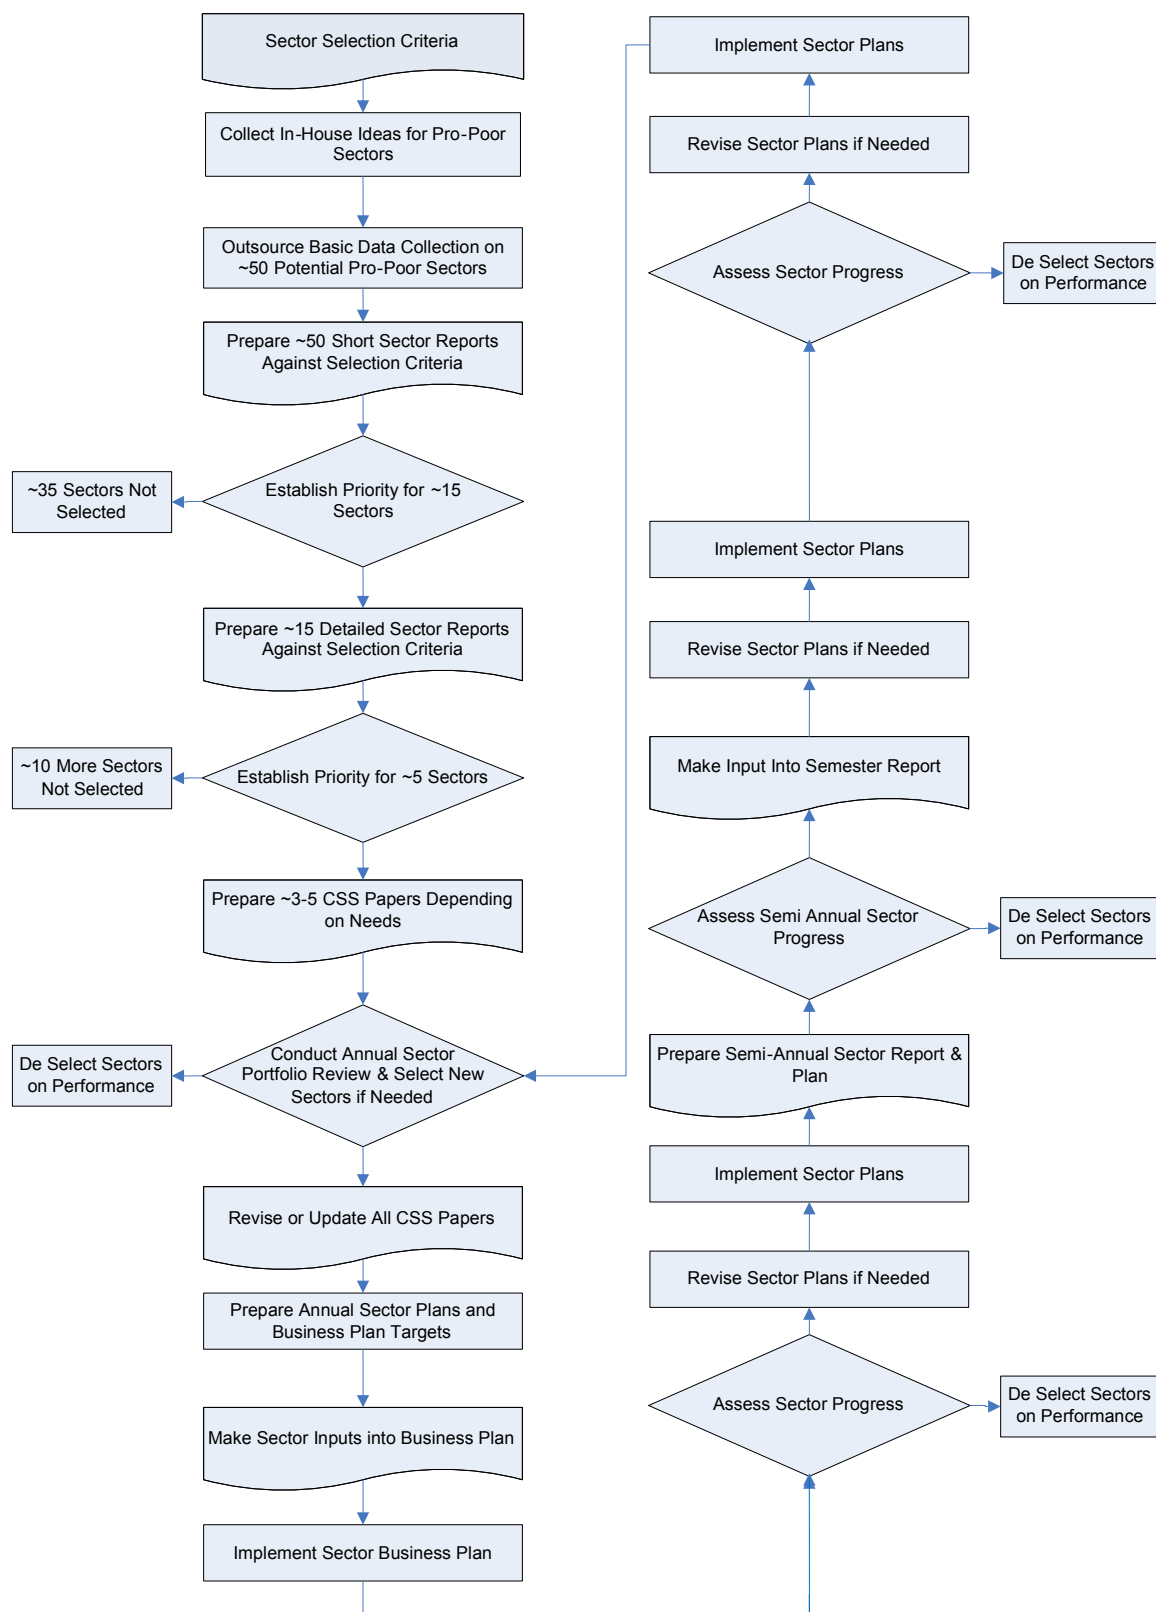 Sector Selection Criteria
Collect In-House Ideas for Pro-Poor
Sectors
Outsource Basic Data Collection on
~50 Potential Pro-Poor Sectors
Prepare ~50 Short Sector Reports
Against Selection Criteria
~35 Sectors Not
Selected
Establish Priority for ~15
Sectors
Prepare ~15 Detailed Sector Reports
Against Selection Criteria
~10 More Sectors
Not Selected
Establish Priority for ~5 Sectors
Prepare ~3-5 CSS Papers Depending
on Needs
De Select Sectors
on Performance
Conduct Annual Sector
Portfolio Review & Select New
Sectors if Needed
Revise or Update All CSS Papers
Prepare Annual Sector Plans and
Business Plan Targets
Make Sector Inputs into Business Plan
Implement Sector Business Plan
Implement Sector Plans
Revise Sector Plans if Needed
Assess Sector Progress
De Select Sectors
on Performance
Implement Sector Plans
Revise Sector Plans if Needed
Make Input Into Semester Report
Assess Semi Annual Sector
Progress
De Select Sectors
on Performance
Prepare Semi-Annual Sector Report &
Plan
Implement Sector Plans
Revise Sector Plans if Needed
Assess Sector Progress
De Select Sectors
on Performance